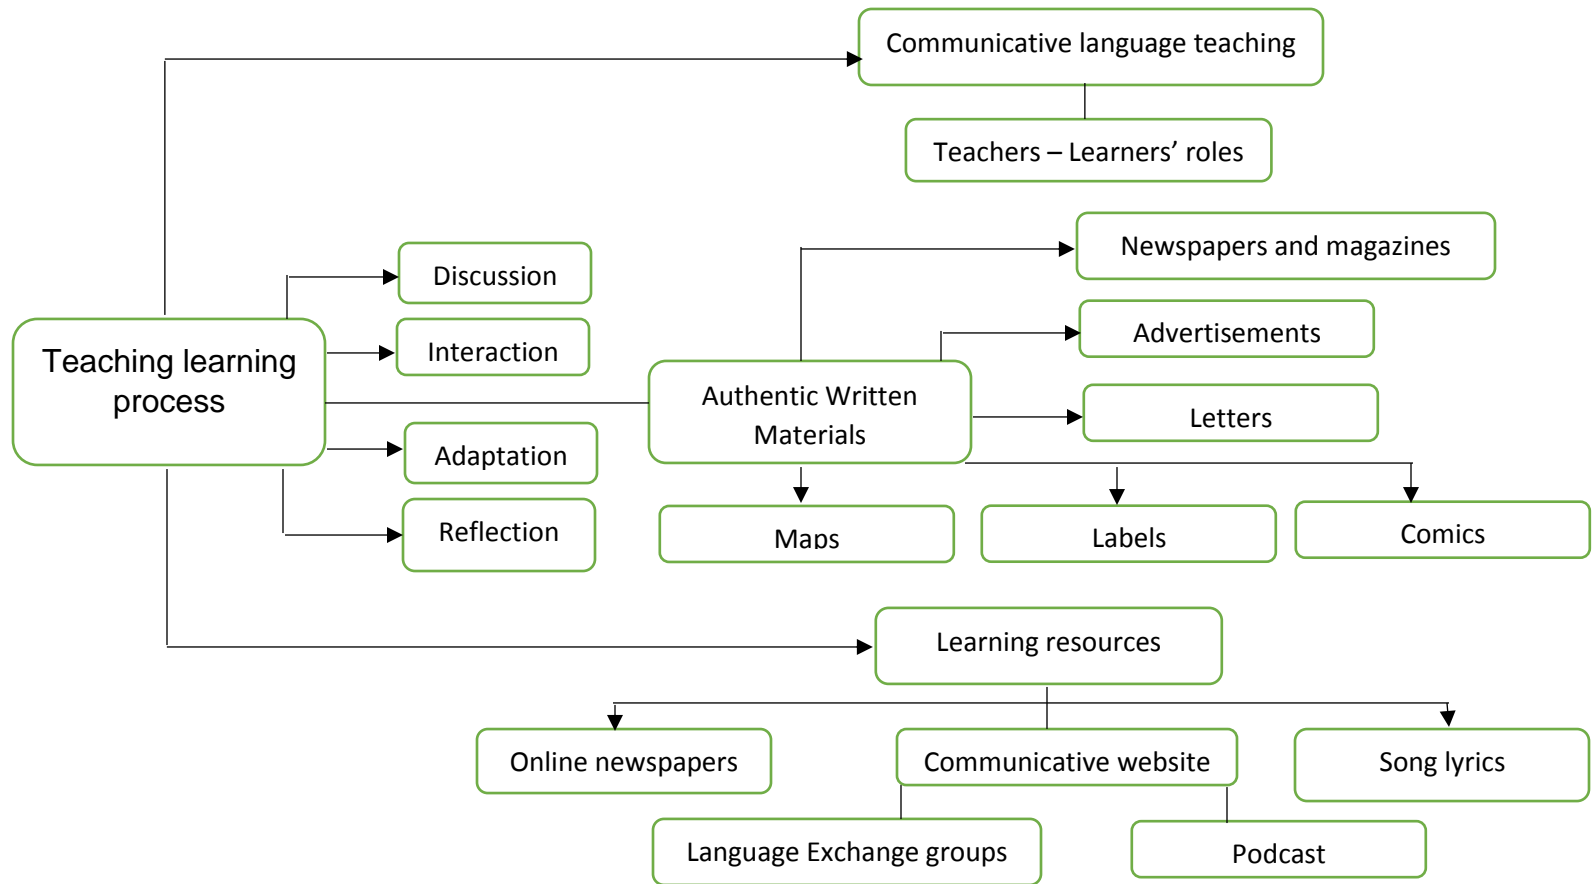 Communicative language teaching
Teachers – Learners’ roles
Newspapers and magazines
Discussion
Advertisements
Interaction
Teaching learning
process
Authentic Written
Materials
Letters
Adaptation
Reflection
Maps
Labels
Comics
Learning resources
Online newspapers
Communicative website
Song lyrics
Language Exchange groups
Podcast